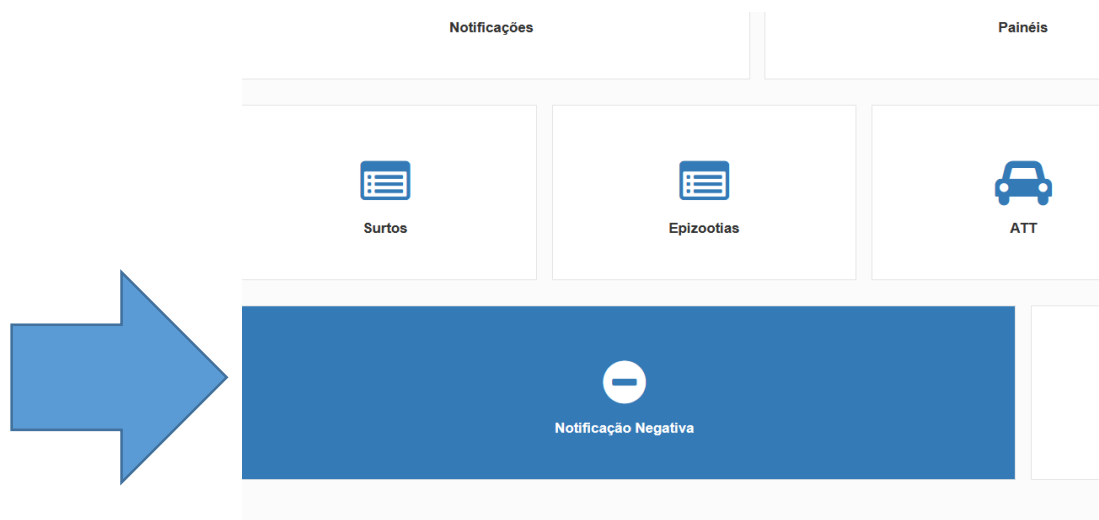 Notificações
Painéis
Surtos
Epizootias
ATT
Notificação Negativa